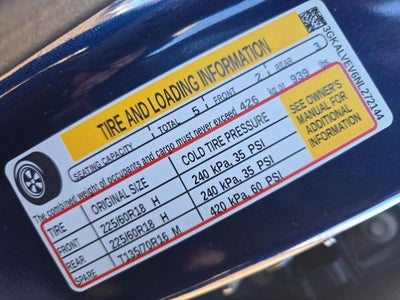 TIRE AND LOADING INFORMATION
SEATING CAPACITY TOTAL 5 FRONT 2 REAR 3
The combined weight of occupants and cargo must never exceed 426 kg or 939 lbs
TIRE ORIGINAL SIZE COLD TIRE PRESSURE
FRONT 225/60R18 H 240 kPa, 35 PSI
REAR 225/60R18 H 240 kPa, 35 PSI
SPARE T135/70R16 M 420 kPa, 60 PSI
SEE OWNER'S
MANUAL FOR
ADDITIONAL
INFORMATION
3GKALVEV6NL272144